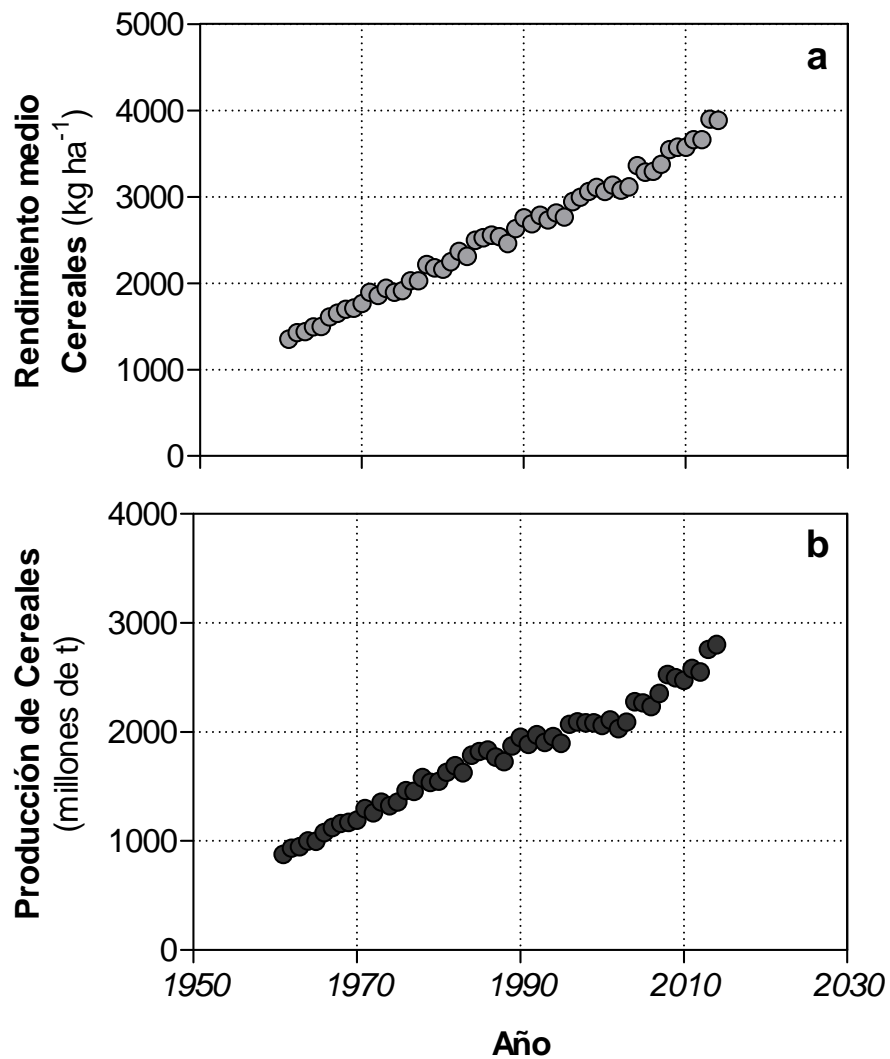 5000
a
4000
3000
2000
1000
0
Rendimiento medio
Cereales (kg ha⁻¹)
4000
b
3000
2000
1000
0
Producción de Cereales
(millones de t)
1950 1970 1990 2010 2030
Año